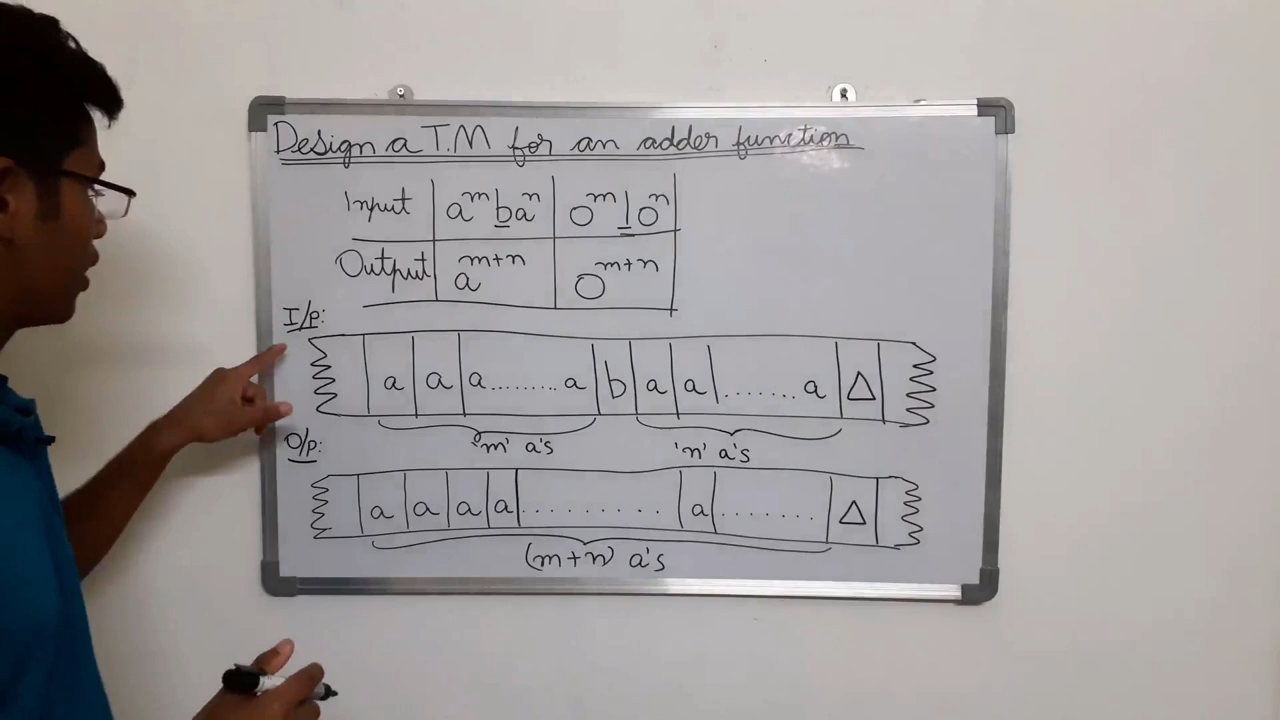 Design a T.M for an adder function
Input a^m b a^n 0^m 1 0^n
Output a^m+n 0^m+n
I/p:
a a a.........a b a a .......a Δ
'm' a's 'n' a's
O/p:
a a a a .......... a ....... Δ
(m+n) a's